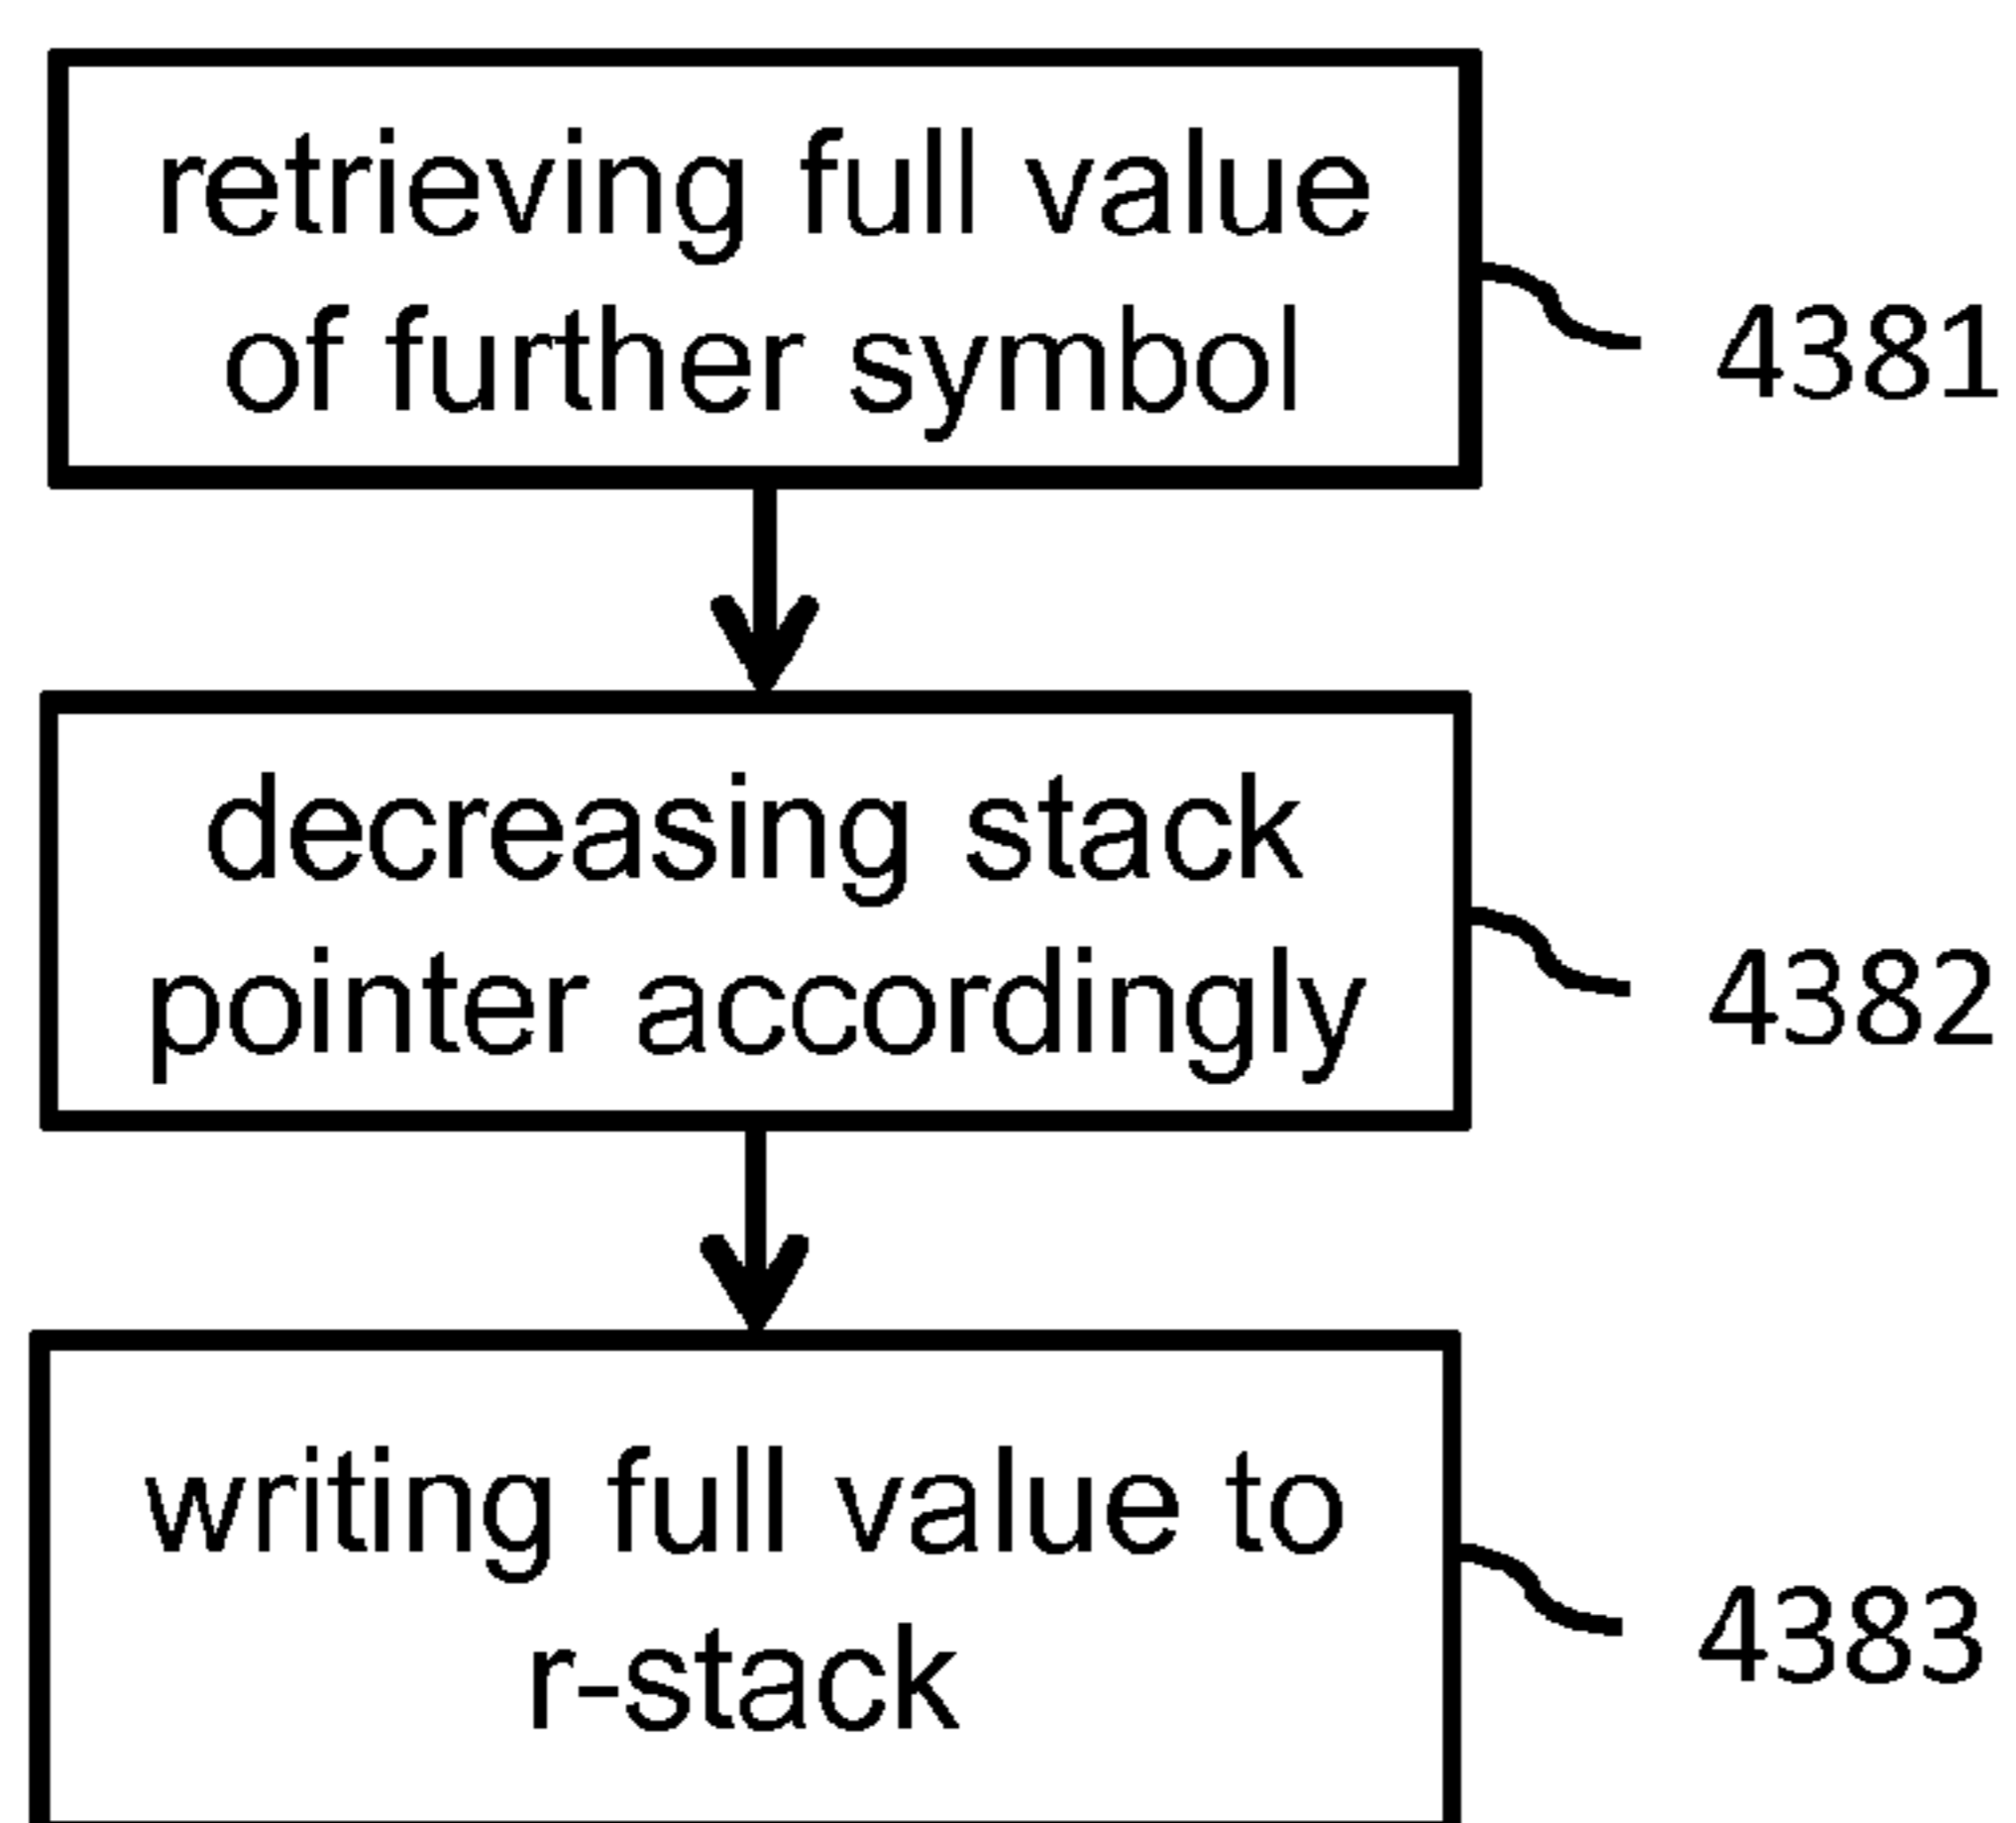 retrieving full value
of further symbol
4381
decreasing stack
pointer accordingly
4382
writing full value to
r-stack
4383